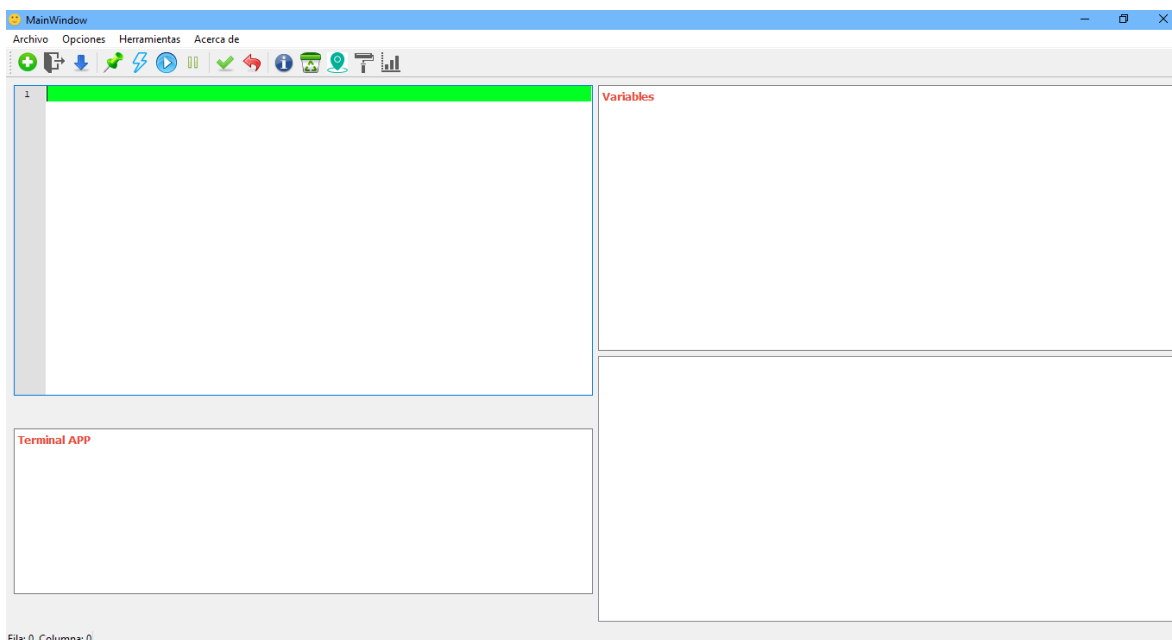 MainWindow
Archivo Opciones Herramientas Acerca de
1
Variables
Terminal APP
Fila: 0, Columna: 0